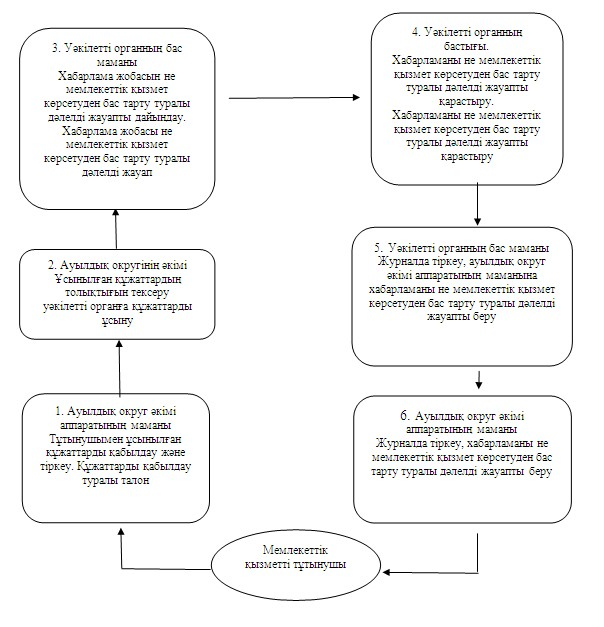 3. Уәкілетті органның бас
маманы
Хабарлама жобасын не
мемлекеттік қызмет
көрсетуден бас тарту туралы
дәлелді жауапты дайындау.
Хабарлама жобасы не
мемлекеттік қызмет
көрсетуден бас тарту туралы
дәлелді жауап
4. Уәкілетті органның
бастығы.
Хабарламаны не мемлекеттік
қызмет көрсетуден бас тарту
туралы дәлелді жауапты
қарастыру.
Хабарламаны не мемлекеттік
қызмет көрсетуден бас тарту
туралы дәлелді жауапты
қарастыру
2. Ауылдық округінің әкімі
Ұсынылған құжаттардың
толықтығын тексеру
уәкілетті органға құжаттарды
ұсыну
5. Уәкілетті органның бас маманы
Журналда тіркеу, ауылдық округ
әкімі аппаратының маманына
хабарламаны не мемлекеттік қызмет
көрсетуден бас тарту туралы дәлелді
жауапты беру
1. Ауылдық округ әкімі
аппаратының маманы
Тұтынушымен ұсынылған
құжаттарды қабылдау және
тіркеу. Құжаттарды қабылдау
туралы талон
6. Ауылдық округ әкімі
аппаратының маманы
Журналда тіркеу, хабарламаны не
мемлекеттік қызмет көрсетуден бас
тарту туралы дәлелді жауапты беру
Мемлекеттік
қызметті тұтынушы